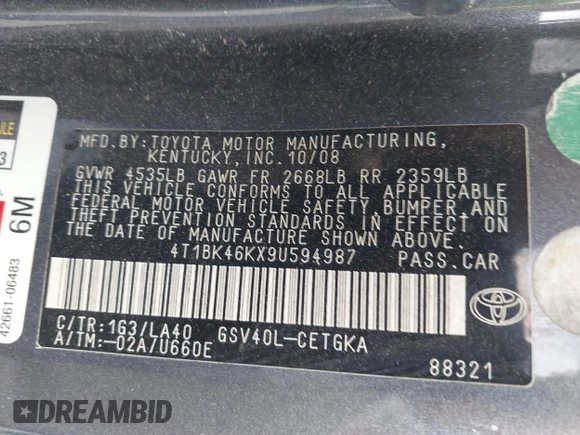 MFD.BY:TOYOTA MOTOR MANUFACTURING,
KENTUCKY, INC. 10/08
GVWR 4535LB GAWR FR 2668LB RR 2359LB
THIS VEHICLE CONFORMS TO ALL APPLICABLE
FEDERAL MOTOR VEHICLE SAFETY, BUMPER, AND
THEFT PREVENTION STANDARDS IN EFFECT ON
THE DATE OF MANUFACTURE SHOWN ABOVE.
4T1BK46KX9U594987 PASS.CAR
C/TR:1G3/LA40 GSV40L-CETGKA
A/TM:-02A/U660E
88321
TOYOTA
6M
42661-06483
DREAMBID